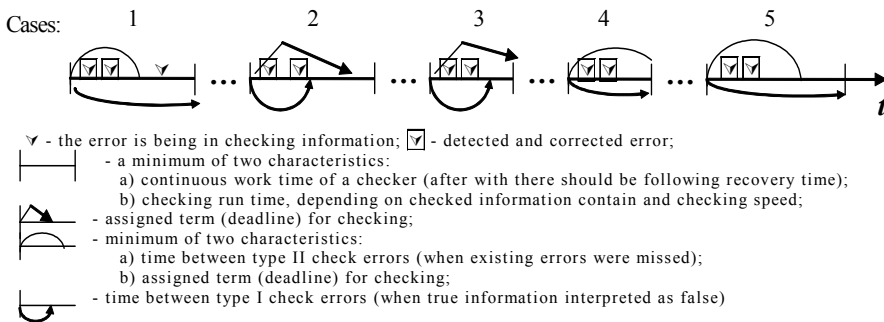 Cases: 1 2 3 4 5
... ... ... ...
t
- the error is being in checking information; - detected and corrected error;
- a minimum of two characteristics:
a) continuous work time of a checker (after with there should be following recovery time);
b) checking run time, depending on checked information contain and checking speed;
- assigned term (deadline) for checking;
- minimum of two characteristics:
a) time between type II check errors (when existing errors were missed);
b) assigned term (deadline) for checking;
- time between type I check errors (when true information interpreted as false)